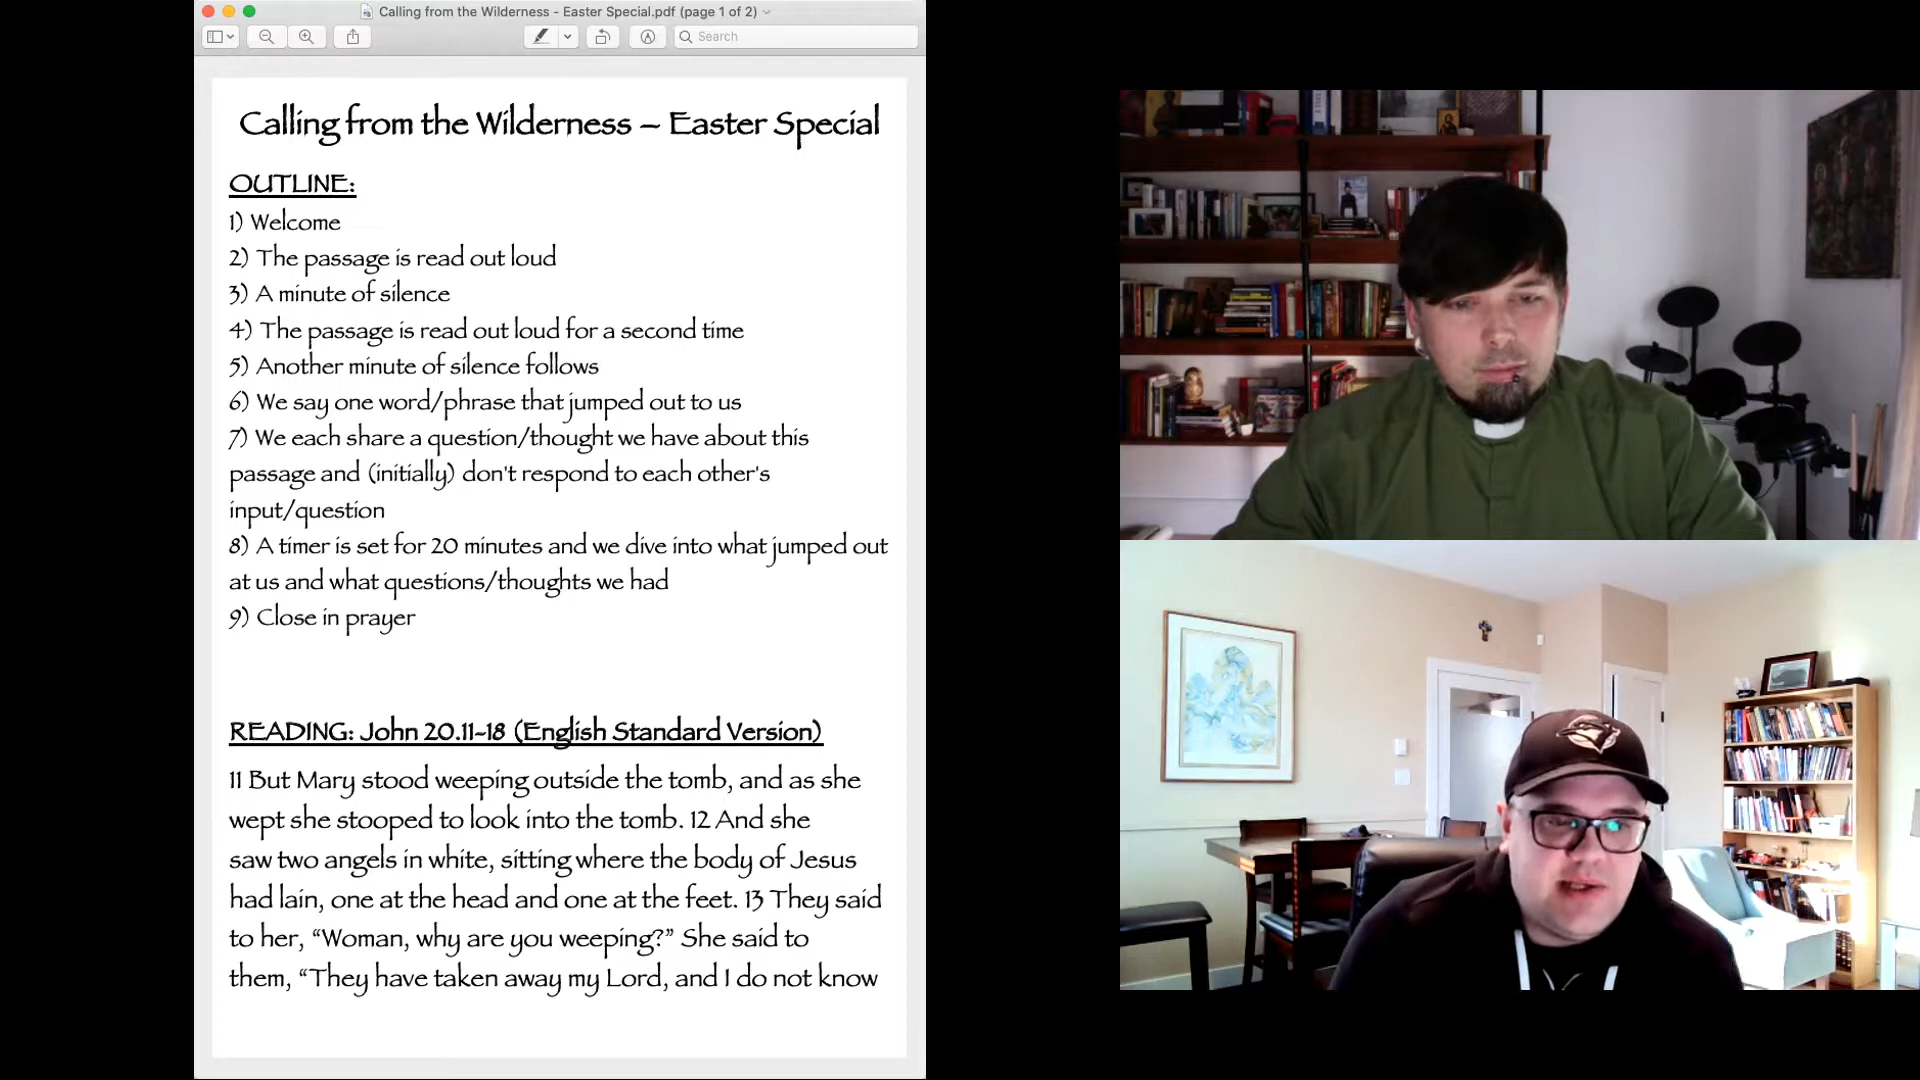 Calling from the Wilderness - Easter Special.pdf (page 1 of 2)
Search
Calling from the Wilderness – Easter Special
OUTLINE:
1) Welcome
2) The passage is read out loud
3) A minute of silence
4) The passage is read out loud for a second time
5) Another minute of silence follows
6) We say one word/phrase that jumped out to us
7) We each share a question/thought we have about this
passage and (initially) don't respond to each other's
input/question
8) A timer is set for 20 minutes and we dive into what jumped out
at us and what questions/thoughts we had
9) Close in prayer
READING: John 20.11-18 (English Standard Version)
11 But Mary stood weeping outside the tomb, and as she
wept she stooped to look into the tomb. 12 And she
saw two angels in white, sitting where the body of Jesus
had lain, one at the head and one at the feet. 13 They said
to her, “Woman, why are you weeping?” She said to
them, “They have taken away my Lord, and I do not know